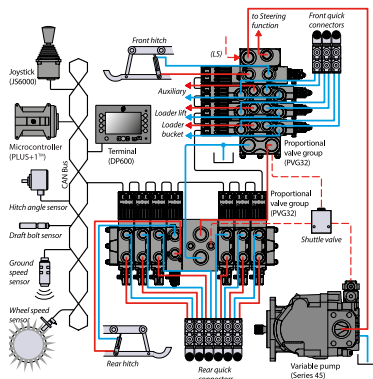 Front hitch
to Steering
function
Front quick
connectors
(LS)
Joystick
(JS6000)
Auxiliary
Loader lift
Loader
bucket
Microcontroller
(PLUS+1™)
Terminal
(DP600)
CAN Bus
Proportional
valve group
(PVG32)
Hitch angle sensor
Proportional
valve group
(PVG32)
Draft bolt sensor
Shuttle valve
Ground
speed
sensor
Wheel speed
sensor
Rear hitch
Rear quick
connectors
Variable pump
(Series 45)